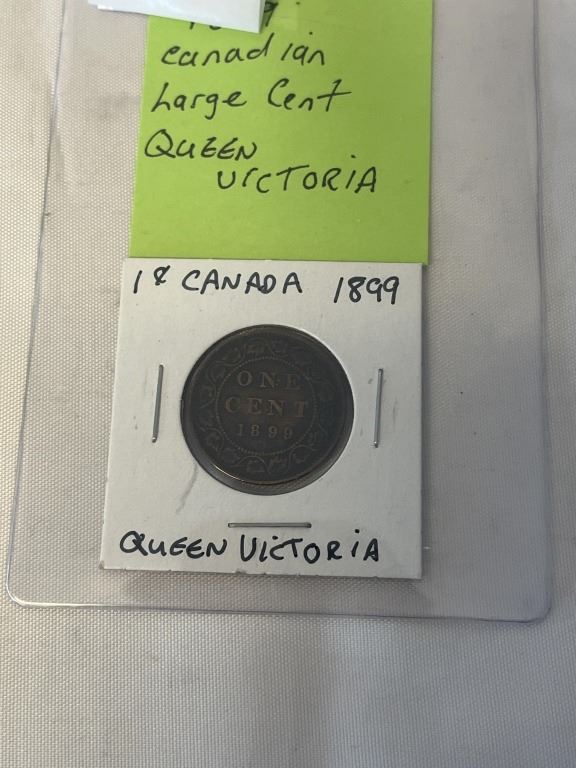 Canadian
Large Cent
QUEEN
VICTORIA
1¢ CANADA 1899
ONE
CENT
1899
QUEEN VICTORIA